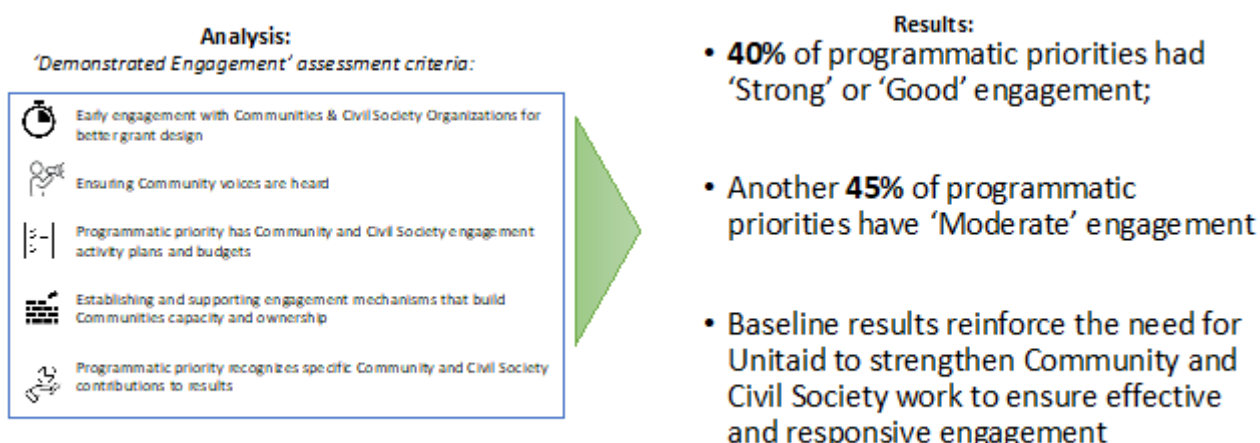 Analysis:
'Demonstrated Engagement' assessment criteria:
Early engagement with Communities & Civil Society Organizations for
better grant design
Ensuring Community voices are heard
Programmatic priority has Community and Civil Society engagement
activity plans and budgets
Establishing and supporting engagement mechanisms that build
Communities capacity and ownership
Programmatic priority recognizes specific Community and Civil Society
contributions to results
Results:
• 40% of programmatic priorities had
'Strong' or 'Good' engagement;
• Another 45% of programmatic
priorities have 'Moderate' engagement
• Baseline results reinforce the need for
Unitaid to strengthen Community and
Civil Society work to ensure effective
and responsive engagement